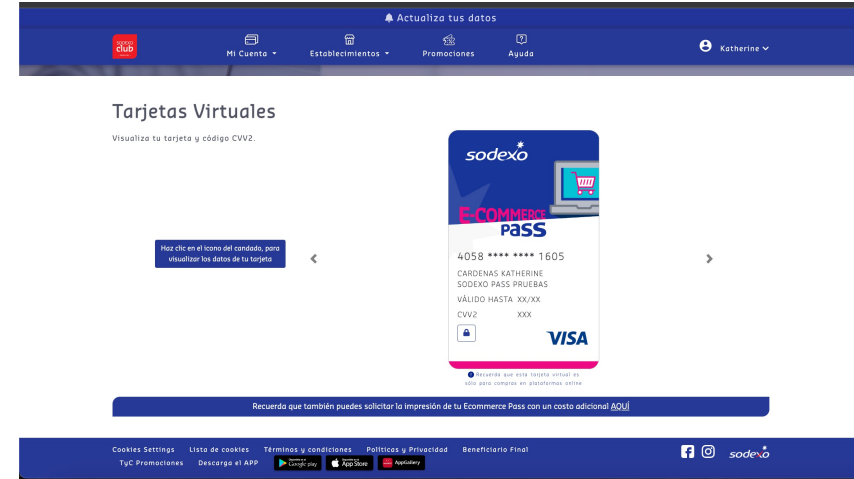 Actualiza tus datos
sodexo
club
Mi Cuenta
Establecimientos
Promociones
Ayuda
Katherine
Tarjetas Virtuales
Visualiza tu tarjeta y código CVV2.
sodexo
E-COMMERCE
Pass
Haz clic en el icono del candado, para
visualizar los datos de tu tarjeta
4058 **** **** 1605
CARDENAS KATHERINE
SODEXO PASS PRUEBAS
VÁLIDO HASTA XX/XX
CVV2 XXX
VISA
Recuerda que esta tarjeta virtual es
sólo para compras en plataformas online
Recuerda que también puedes solicitar la impresión de tu Ecommerce Pass con un costo adicional AQUÍ
Cookies Settings Lista de cookies Términos y condiciones Políticas y Privacidad Beneficiario Final
TyC Promociones Descarga el APP Google play App Store AppGallery
sodexo